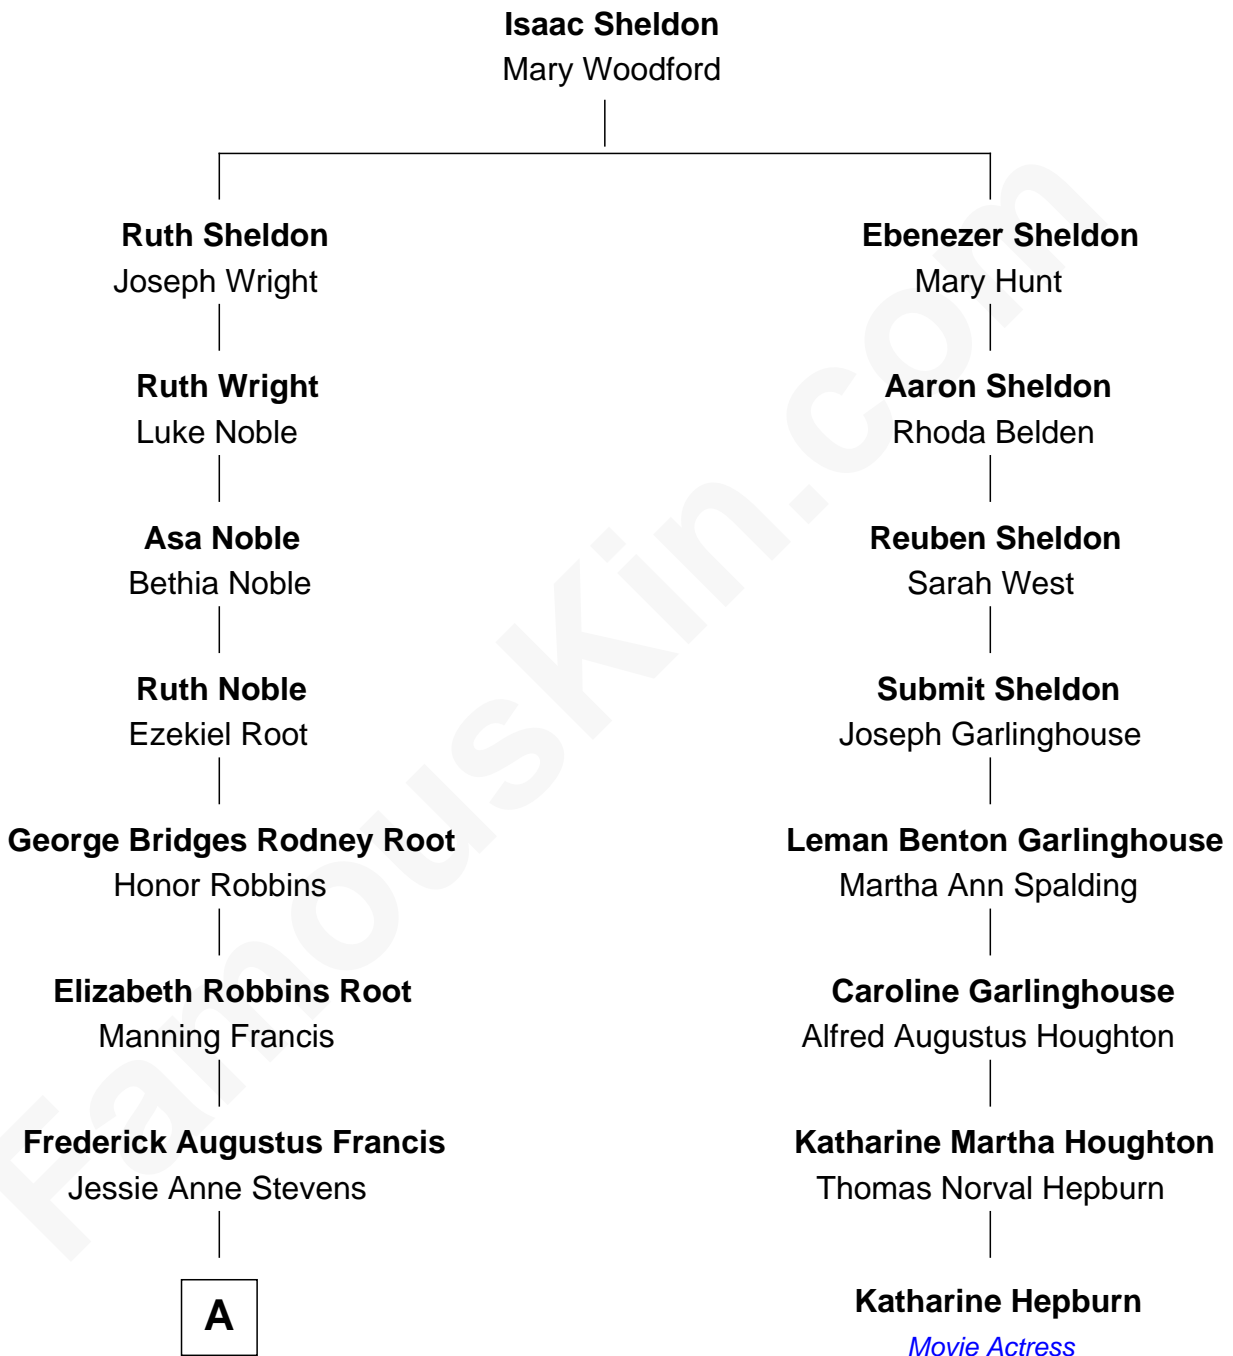 Isaac Sheldon
Mary Woodford
Ruth Sheldon
Joseph Wright
Ebenezer Sheldon
Mary Hunt
Ruth Wright
Luke Noble
Aaron Sheldon
Rhoda Belden
Asa Noble
Bethia Noble
Reuben Sheldon
Sarah West
Ruth Noble
Ezekiel Root
Submit Sheldon
Joseph Garlinghouse
George Bridges Rodney Root
Honor Robbins
Leman Benton Garlinghouse
Martha Ann Spalding
Elizabeth Robbins Root
Manning Francis
Caroline Garlinghouse
Alfred Augustus Houghton
Frederick Augustus Francis
Jessie Anne Stevens
Katharine Martha Houghton
Thomas Norval Hepburn
A
Katharine Hepburn
Movie Actress
FamousKin.com